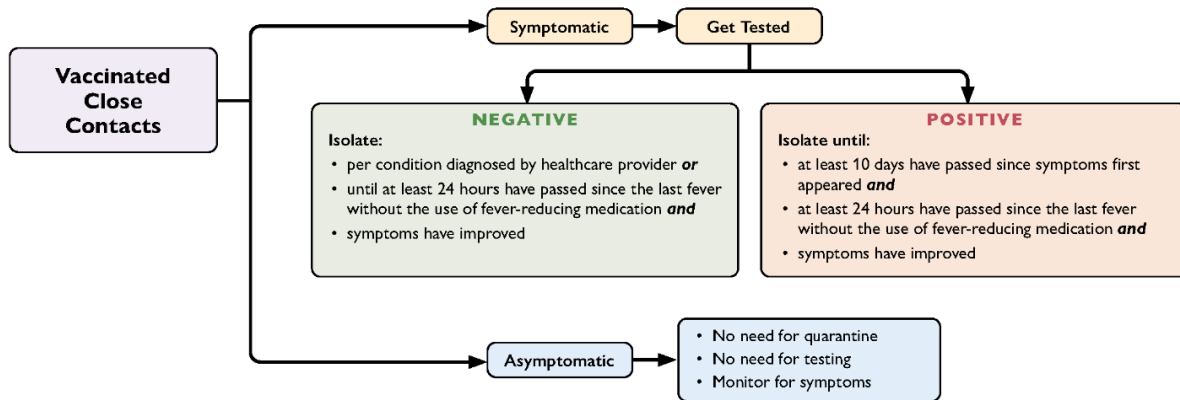 Vaccinated
Close
Contacts
Symptomatic
Get Tested
NEGATIVE
Isolate:
• per condition diagnosed by healthcare provider or
• until at least 24 hours have passed since the last fever
without the use of fever-reducing medication and
• symptoms have improved
POSITIVE
Isolate until:
• at least 10 days have passed since symptoms first
appeared and
• at least 24 hours have passed since the last fever
without the use of fever-reducing medication and
• symptoms have improved
Asymptomatic
• No need for quarantine
• No need for testing
• Monitor for symptoms